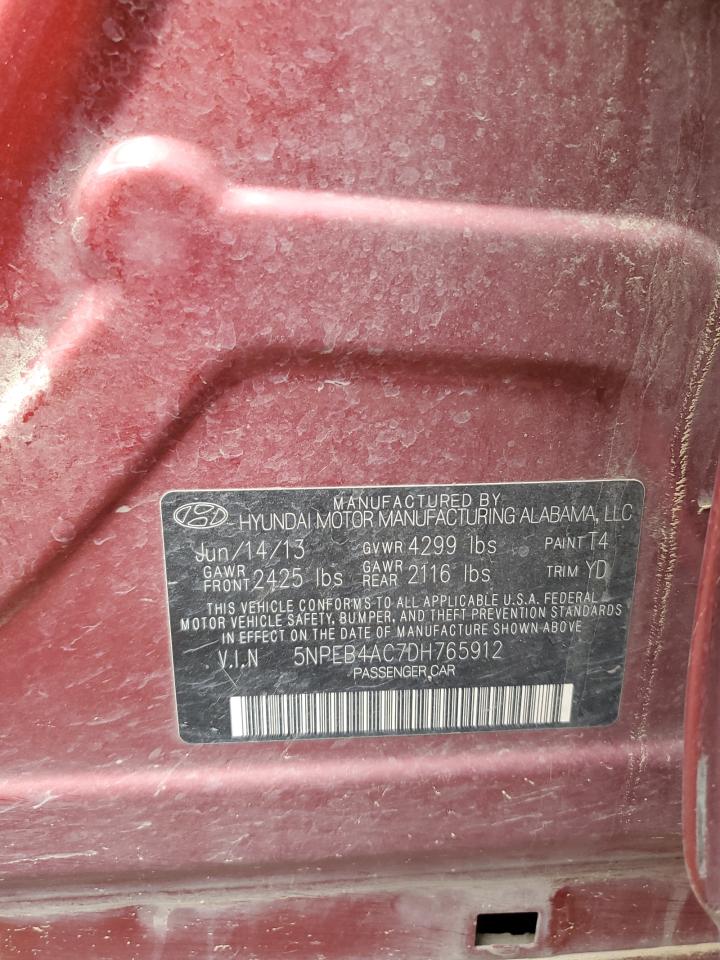 MANUFACTURED BY
HYUNDAI MOTOR MANUFACTURING ALABAMA, LLC
Jun/14/13 GVWR 4299 lbs PAINT T4
GAWR FRONT 2425 lbs GAWR REAR 2116 lbs TRIM YD
THIS VEHICLE CONFORMS TO ALL APPLICABLE U.S.A. FEDERAL
MOTOR VEHICLE SAFETY, BUMPER, AND THEFT PREVENTION STANDARDS
IN EFFECT ON THE DATE OF MANUFACTURE SHOWN ABOVE
V.I.N 5NPEB4AC7DH765912
PASSENGER CAR